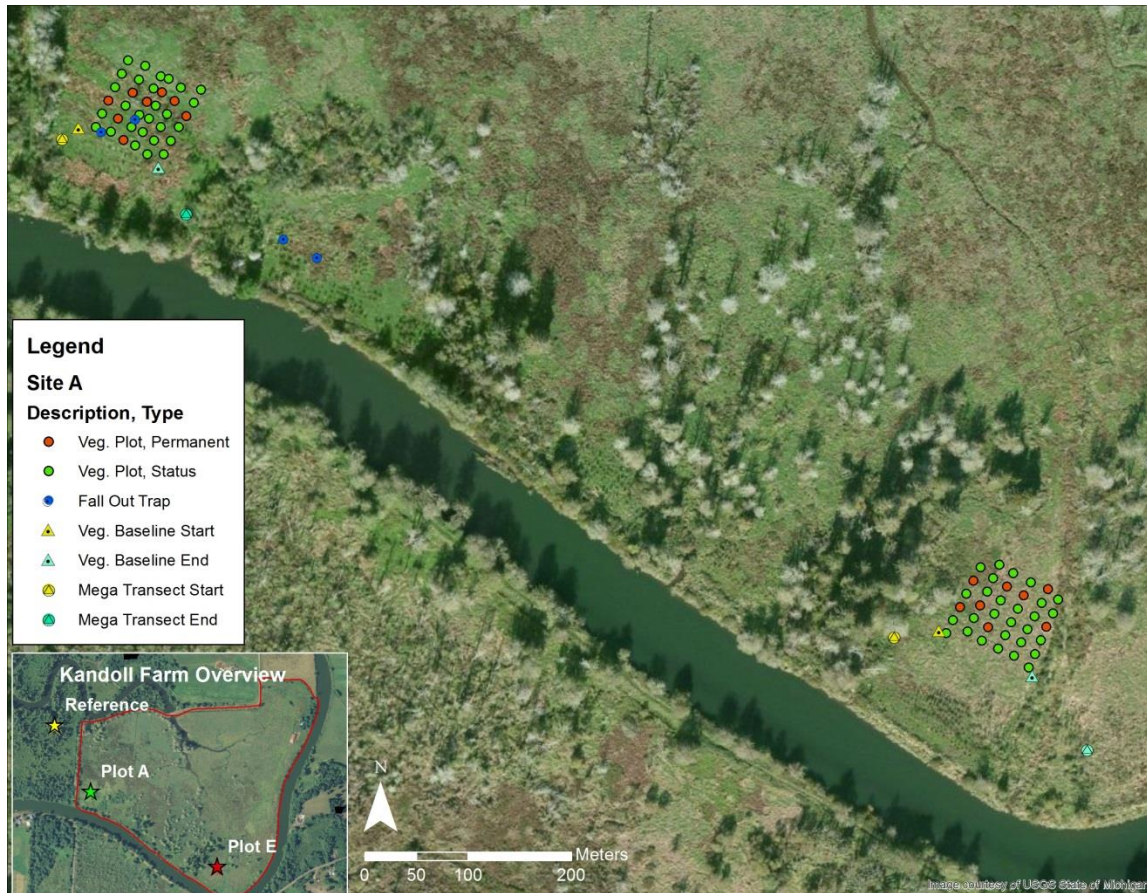 Legend
Site A
Description, Type
Veg. Plot, Permanent
Veg. Plot, Status
Fall Out Trap
Veg. Baseline Start
Veg. Baseline End
Mega Transect Start
Mega Transect End
Kandoll Farm Overview
Reference
Plot A
Plot E
N
Meters
0 50 100 200
Image courtesy of USGS State of Michigan